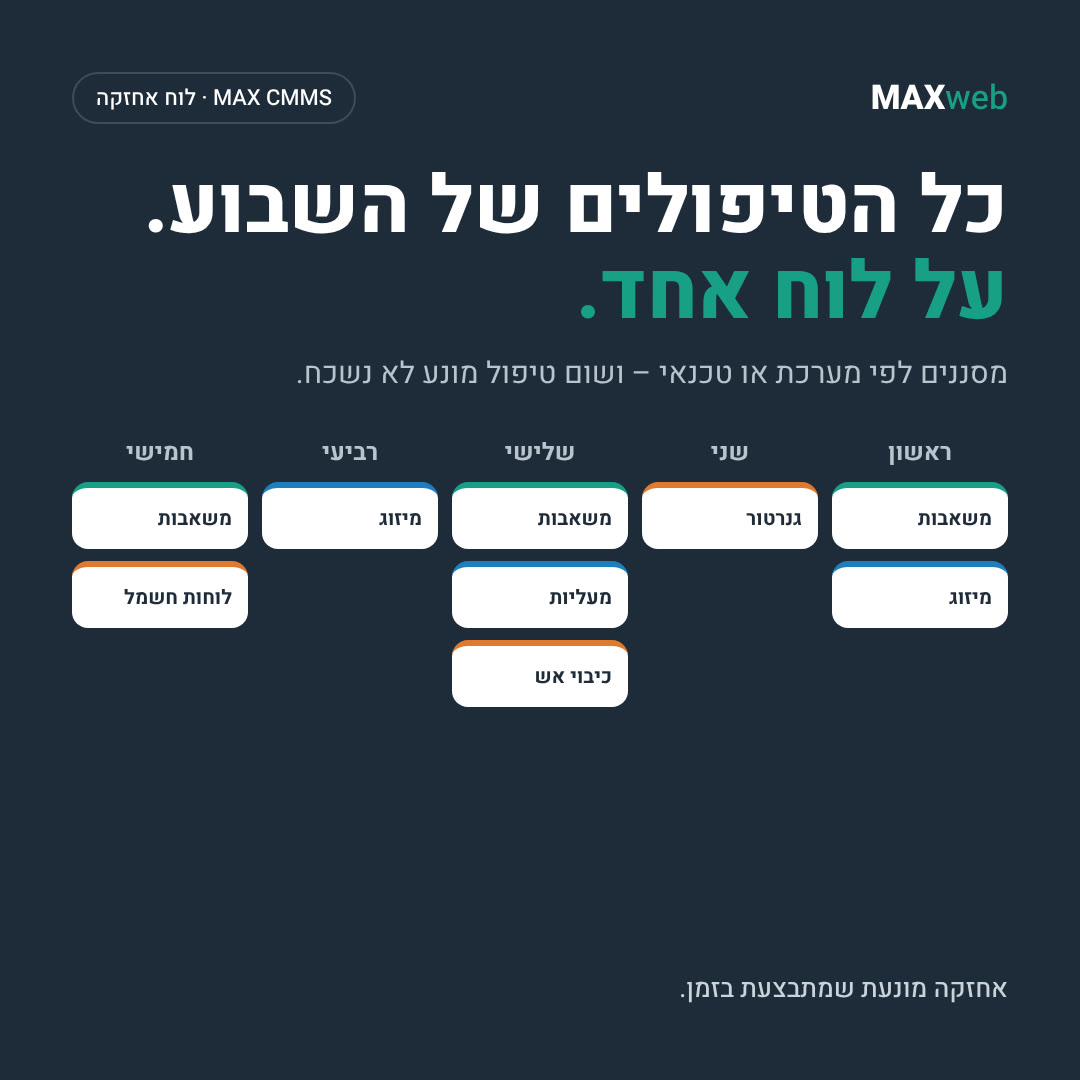 MAXweb
MAX CMMS · לוח אחזקה
כל הטיפולים של השבוע.
על לוח אחד.
מסננים לפי מערכת או טכנאי – ושום טיפול מונע לא נשכח.
ראשון
משאבות
מיזוג
שני
גנרטור
שלישי
משאבות
מעליות
כיבוי אש
רביעי
מיזוג
חמישי
משאבות
לוחות חשמל
אחזקה מונעת שמתבצעת בזמן.